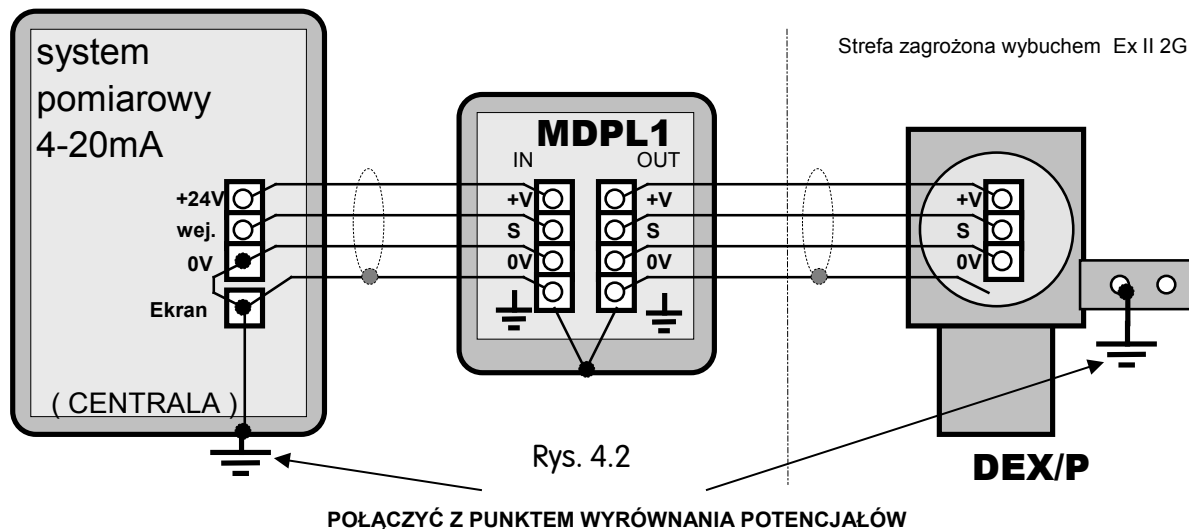 system
pomiarowy
4-20mA
+24V
wej.
0V
Ekran
( CENTRALA )
MDPL1
IN OUT
+V +V
S S
0V 0V
Strefa zagrożona wybuchem Ex II 2G
+V
S
0V
DEX/P
Rys. 4.2
POŁĄCZYĆ Z PUNKTEM WYRÓWNANIA POTENCJAŁÓW